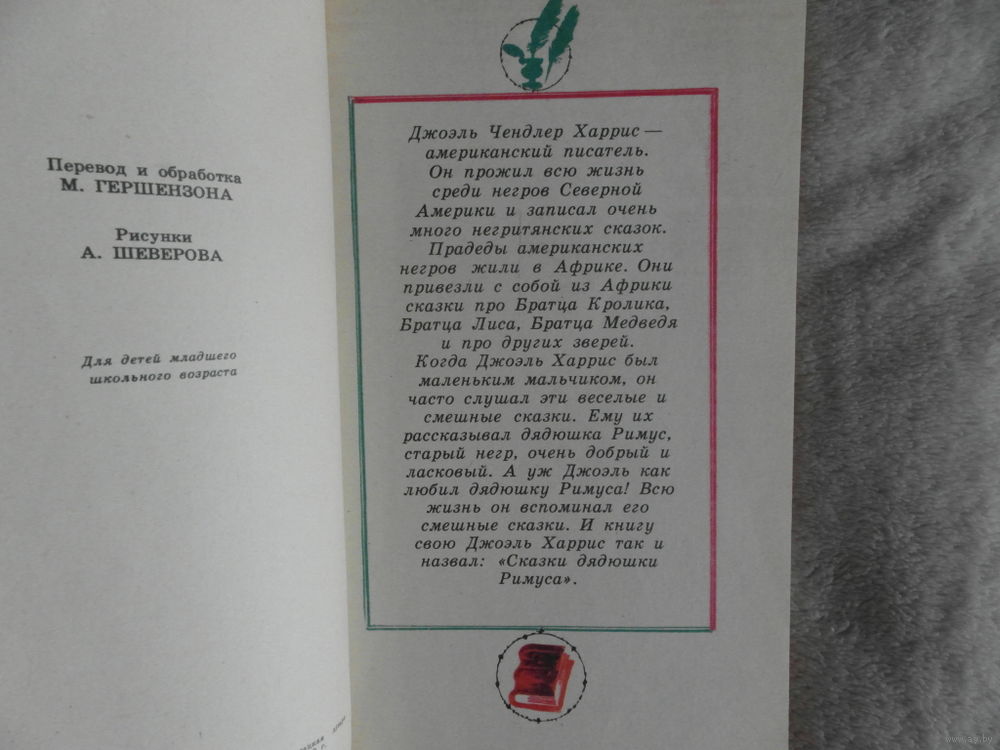 Перевод и обработка
М. ГЕРШЕНЗОНА
Рисунки
А. ШЕВЕРОВА
Для детей младшего
школьного возраста
Джоэль Чендлер Харрис —
американский писатель.
Он прожил всю жизнь
среди негров Северной
Америки и записал очень
много негритянских сказок.
Прадеды американских
негров жили в Африке. Они
привезли с собой из Африки
сказки про Братца Кролика,
Братца Лиса, Братца Медведя
и про других зверей.
Когда Джоэль Харрис был
маленьким мальчиком, он
часто слушал эти веселые и
смешные сказки. Ему их
рассказывал дядюшка Римус,
старый негр, очень добрый и
ласковый. А уж Джоэль как
любил дядюшку Римуса! Всю
жизнь он вспоминал его
смешные сказки. И книгу
свою Джоэль Харрис так и
назвал: «Сказки дядюшки
Римуса».
www.ay.by